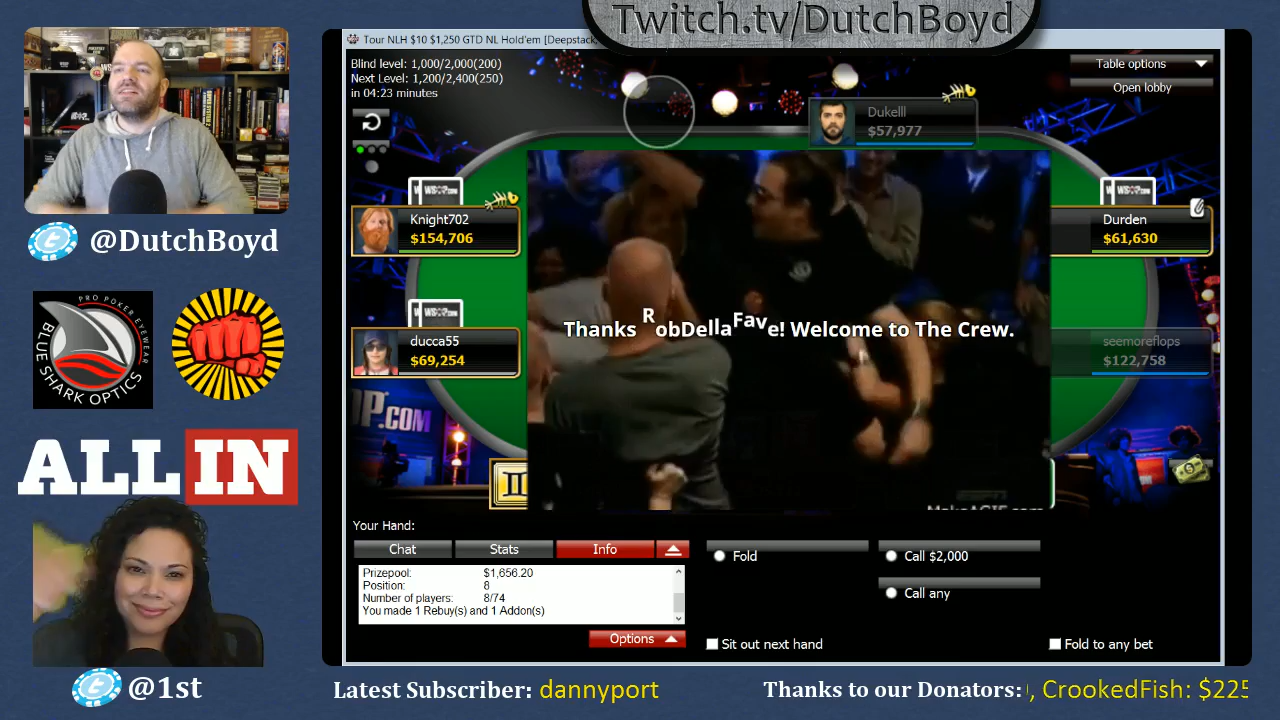 Twitch.tv/DutchBoyd
Tour NLH $10 $1,250 GTD NL Hold'em [Deepstack,
Blind level: 1,000/2,000(200)
Next Level: 1,200/2,400(250)
in 04:23 minutes
Table options
Open lobby
Dukelll
$57,977
Knight702
$154,706
Durden
$61,630
@DutchBoyd
PRO POKER EYEWEAR
BLUE SHARK OPTICS
Thanks RobDellaFave! Welcome to The Crew.
ducca55
$69,254
seemoreflops
$122,758
P.COM
ALL IN
ESPN
MakeAGIF.com
Your Hand:
Chat
Stats
Info
Fold
Call $2,000
Prizepool: $1,656.20
Position: 8
Number of players: 8/74
You made 1 Rebuy(s) and 1 Addon(s)
Call any
Options
Sit out next hand
Fold to any bet
@1st
Latest Subscriber: dannyport
Thanks to our Donators: , CrookedFish: $225